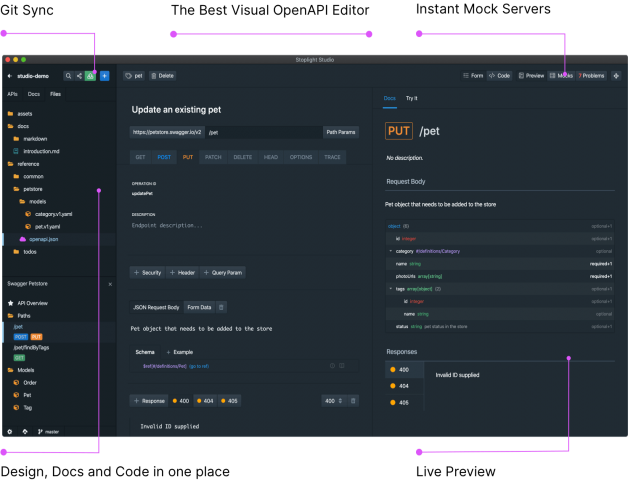 Git Sync
The Best Visual OpenAPI Editor
Instant Mock Servers
Stoplight Studio
studio-demo
pet
Delete
Form
Code
Preview
Mocks
Problems
APIs
Docs
Files
assets
docs
markdown
introduction.md
reference
common
petstore
models
category.v1.yaml
pet.v1.yaml
openapi.json
todos
Swagger Petstore
API Overview
Paths
/pet
POST PUT
/pet/findByTags
GET
Models
Order
Pet
Tag
master
Update an existing pet
https://petstore.swagger.io/v2
/pet
Path Params
GET POST PUT PATCH DELETE HEAD OPTIONS TRACE
OPERATION ID
updatePet
DESCRIPTION
Endpoint description...
+ Security
+ Header
+ Query Param
JSON Request Body
Form Data
Pet object that needs to be added to the store
Schema
+ Example
$ref(#/definitions/Pet)
(go to ref)
+ Response
400
404
405
400
Invalid ID supplied
Docs
Try It
PUT /pet
No description.
Request Body
Pet object that needs to be added to the store
object {6}
optional+1
id integer
optional+1
category #/definitions/Category
optional
name string
required+1
photoUrls array[string]
required+1
tags array[object] {2}
optional+1
id integer
optional+1
name string
optional
status string pet status in the store
optional+1
Responses
400
404
405
Invalid ID supplied
Design, Docs and Code in one place
Live Preview